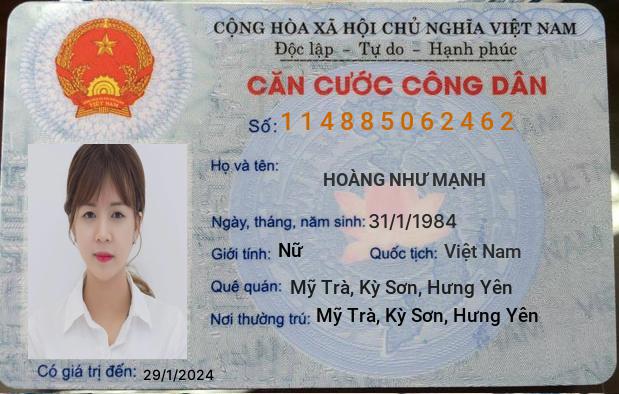 CỘNG HÒA XÃ HỘI CHỦ NGHĨA VIỆT NAM
Độc lập - Tự do - Hạnh phúc
CĂN CƯỚC CÔNG DÂN
Số: 114885062462
Họ và tên:
HOÀNG NHƯ MẠNH
Ngày, tháng, năm sinh: 31/1/1984
Giới tính: Nữ Quốc tịch: Việt Nam
Quê quán: Mỹ Trà, Kỳ Sơn, Hưng Yên
Nơi thường trú: Mỹ Trà, Kỳ Sơn, Hưng Yên
Có giá trị đến: 29/1/2024
VIỆT NAM